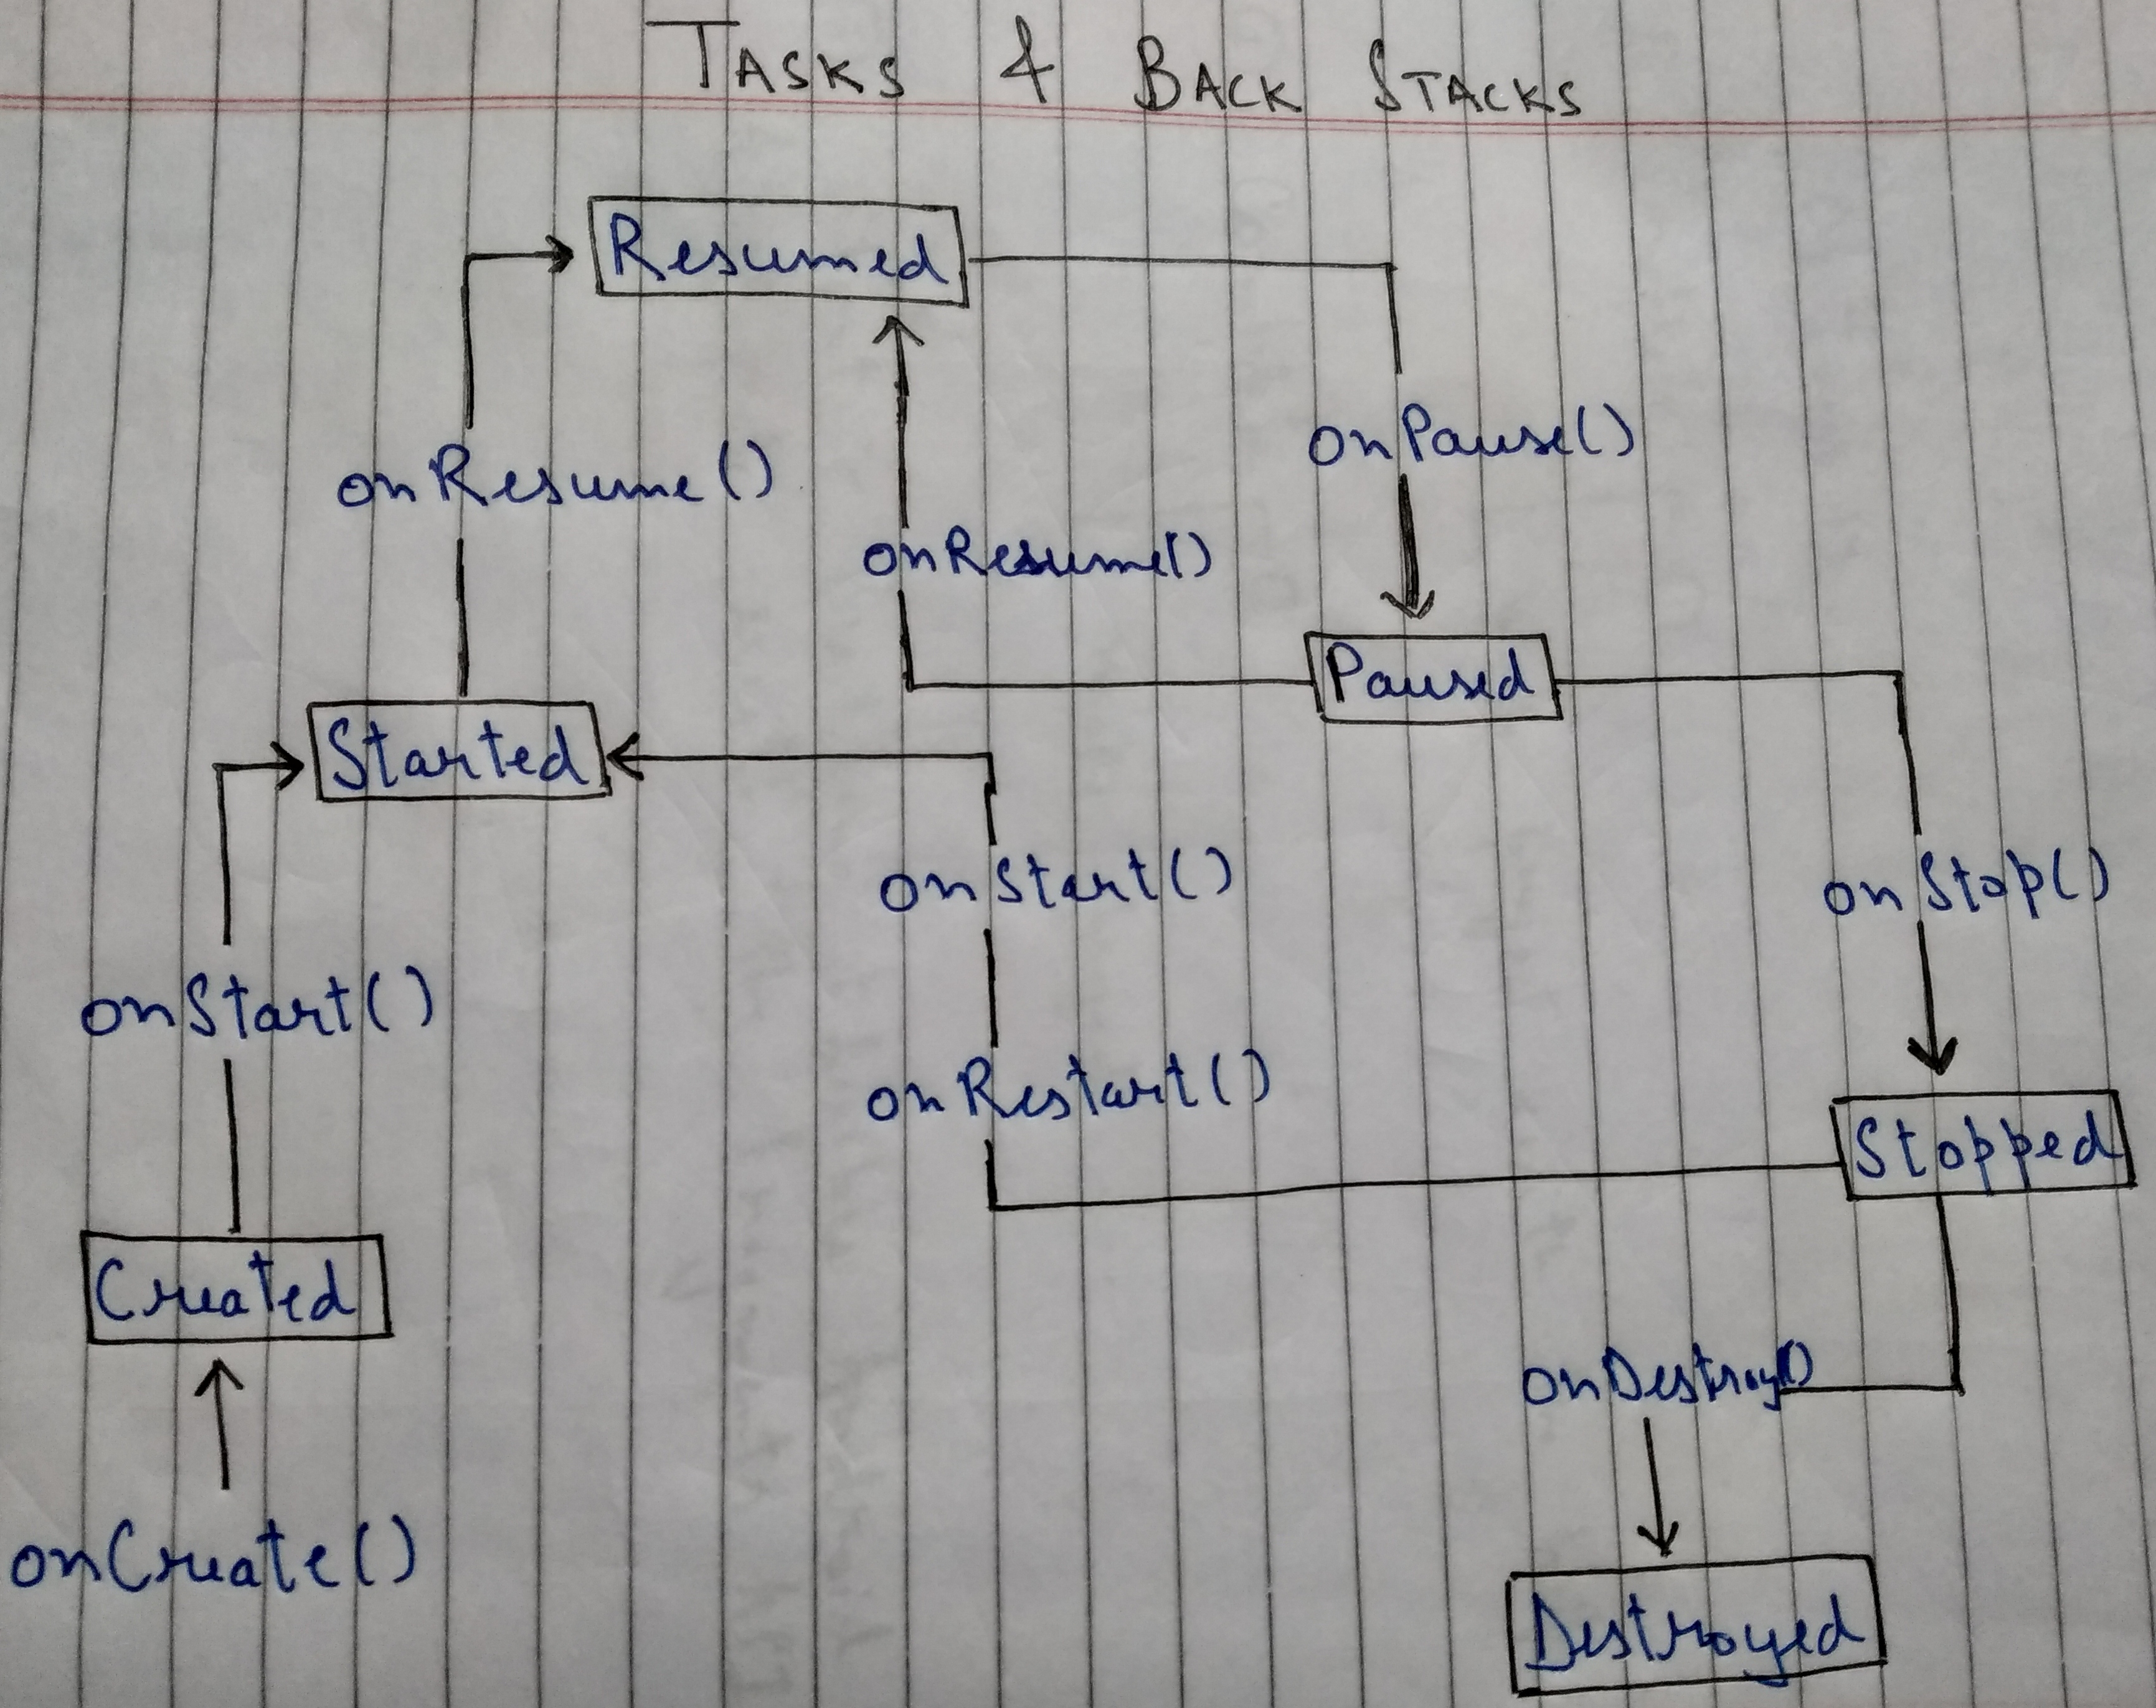 TASKS & BACK STACKS
Resumed
onPause()
onResume()
onResume()
Paused
Started
onStart()
onStop()
onStart()
onRestart()
Stopped
Created
onDestroy()
onCreate()
Destroyed